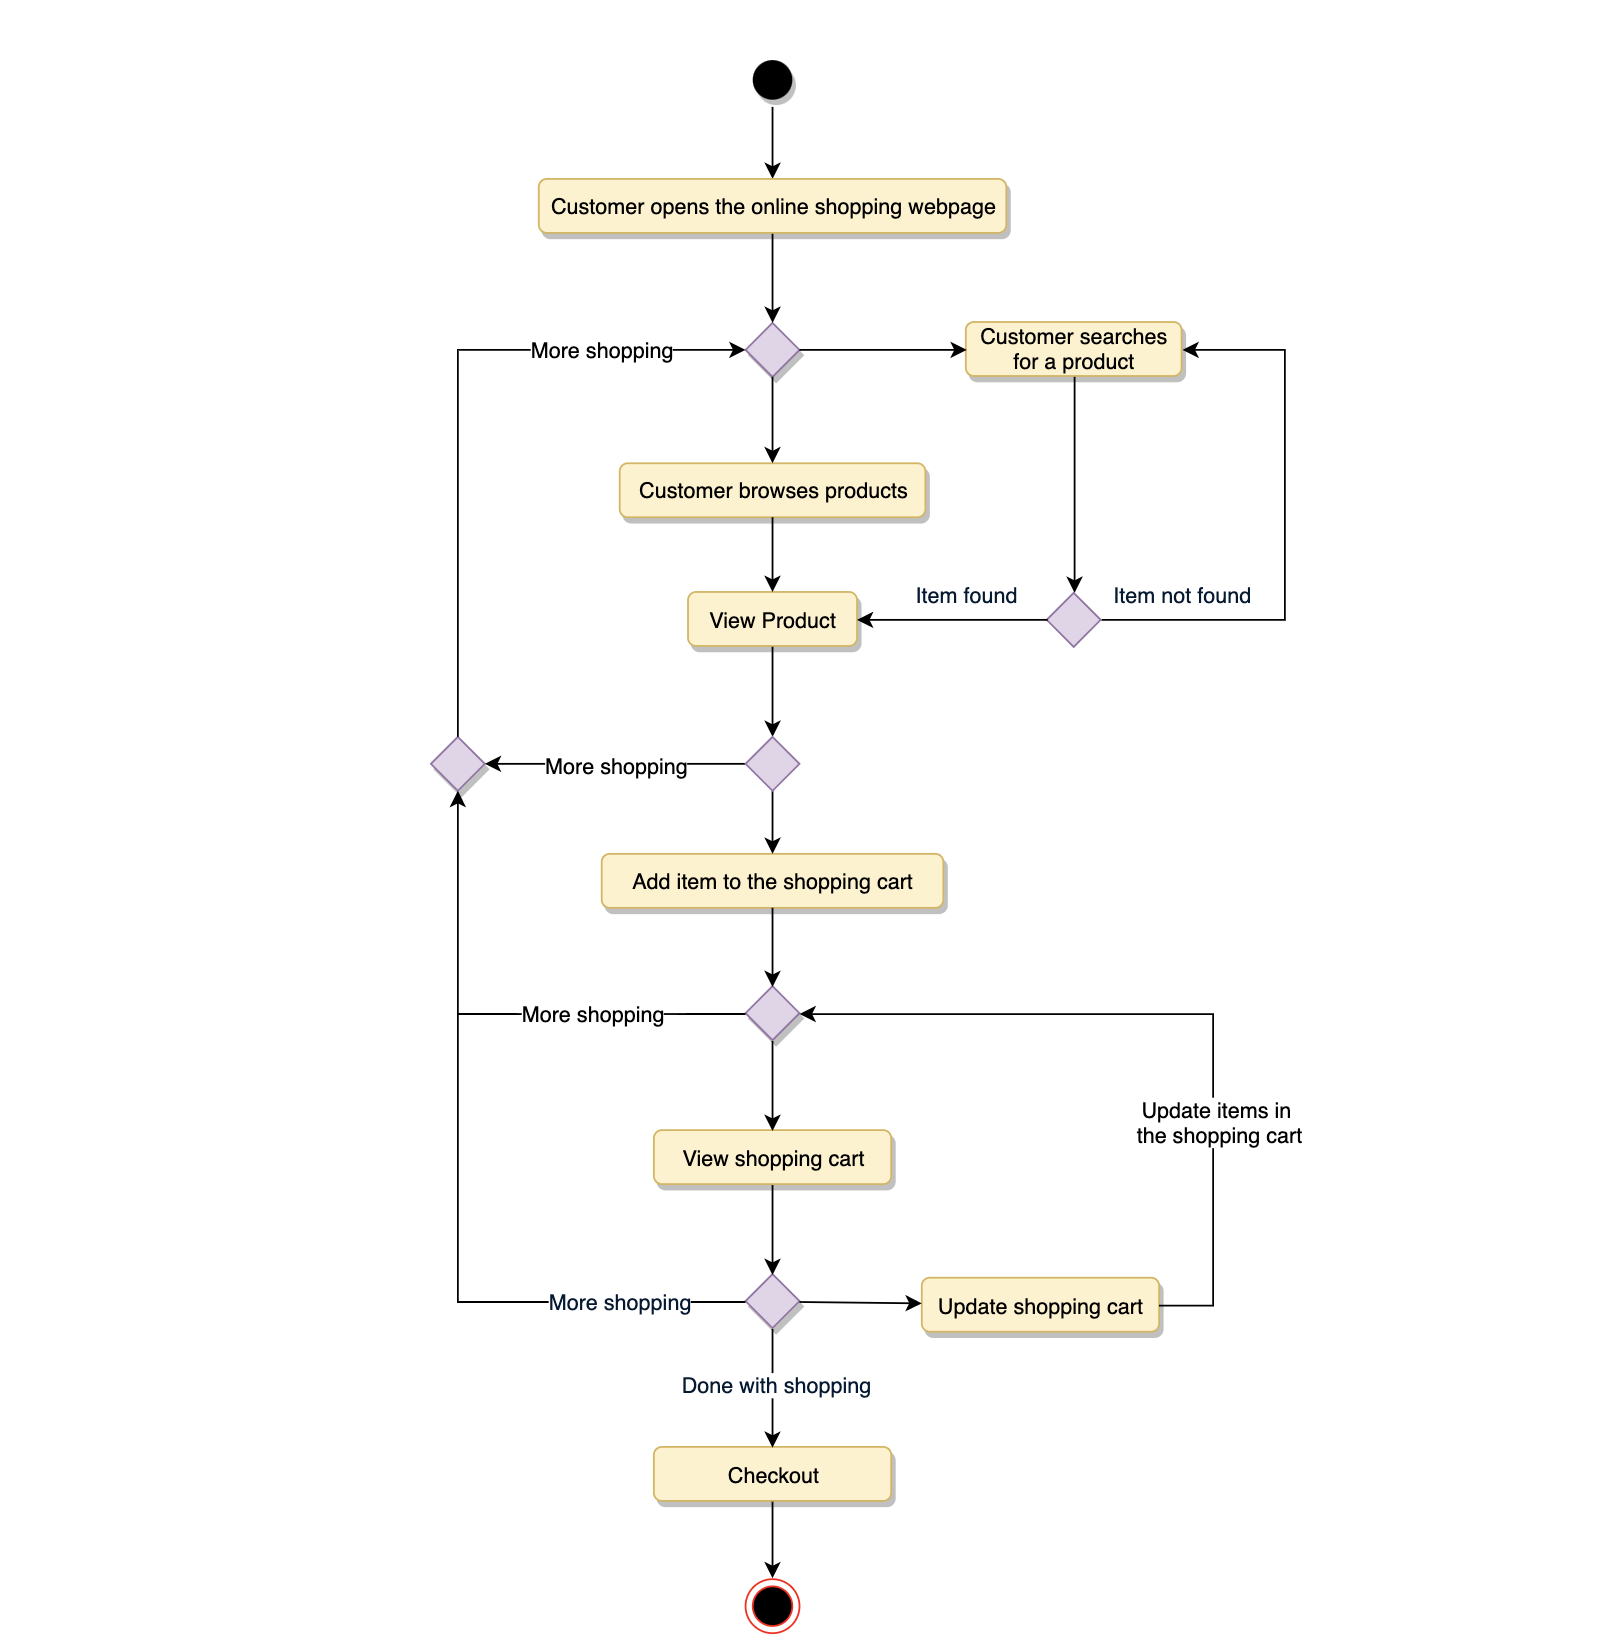 Customer opens the online shopping webpage
More shopping
Customer searches
for a product
Customer browses products
Item found
Item not found
View Product
More shopping
Add item to the shopping cart
More shopping
Update items in
the shopping cart
View shopping cart
More shopping
Update shopping cart
Done with shopping
Checkout